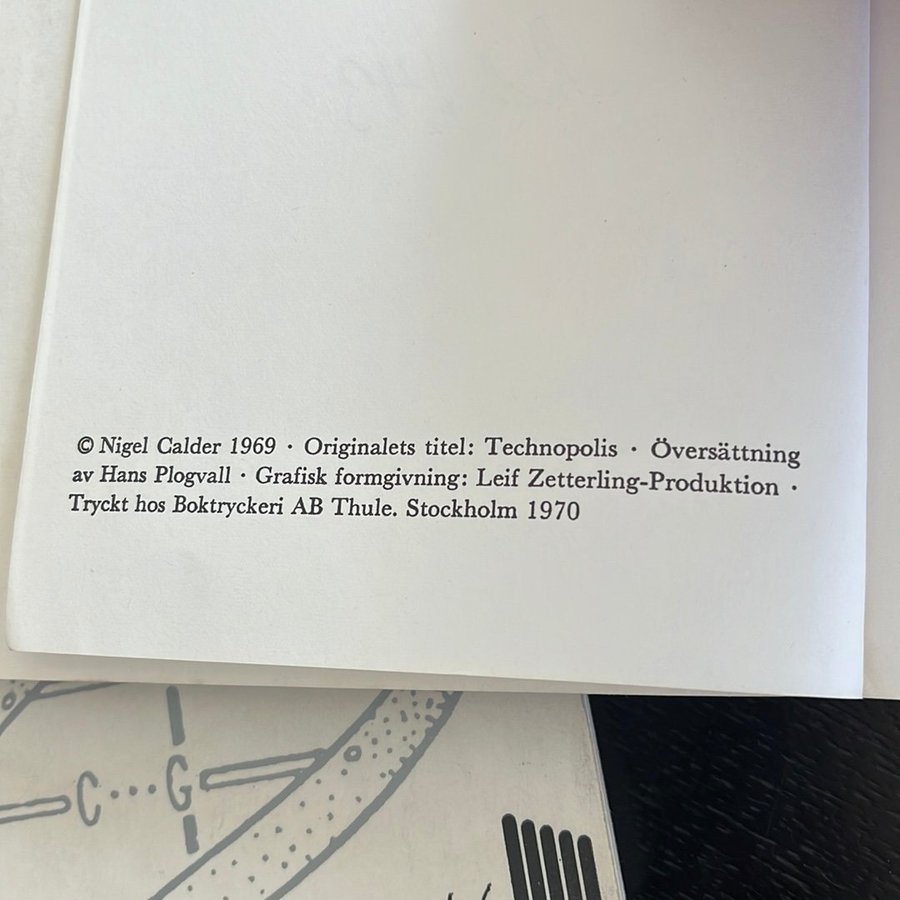 © Nigel Calder 1969 · Originalets titel: Technopolis · Översättning
av Hans Plogvall · Grafisk formgivning: Leif Zetterling-Produktion ·
Tryckt hos Boktryckeri AB Thule. Stockholm 1970
C···G